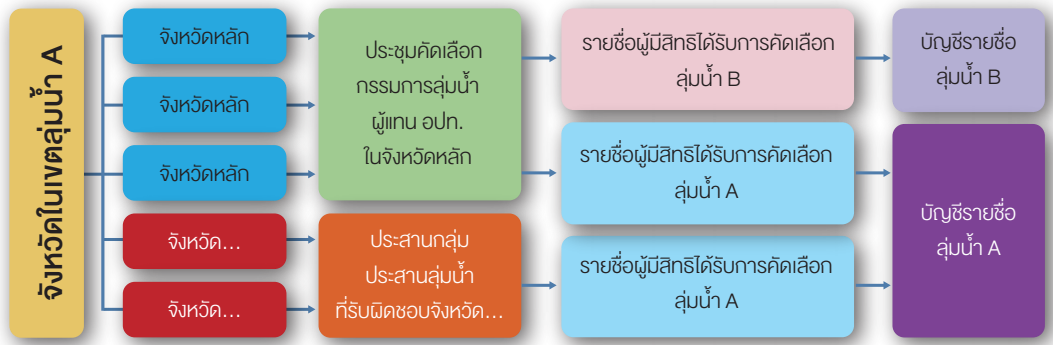 จังหวัดในเขตลุ่มน้ำ A
จังหวัดหลัก
จังหวัดหลัก
จังหวัดหลัก
จังหวัด...
จังหวัด...
ประชุมคัดเลือก
กรรมการลุ่มน้ำ
ผู้แทน อปท.
ในจังหวัดหลัก
ประสานกลุ่ม
ประสานลุ่มน้ำ
ที่รับผิดชอบจังหวัด...
รายชื่อผู้มีสิทธิได้รับการคัดเลือก
ลุ่มน้ำ B
รายชื่อผู้มีสิทธิได้รับการคัดเลือก
ลุ่มน้ำ A
รายชื่อผู้มีสิทธิได้รับการคัดเลือก
ลุ่มน้ำ A
บัญชีรายชื่อ
ลุ่มน้ำ B
บัญชีรายชื่อ
ลุ่มน้ำ A